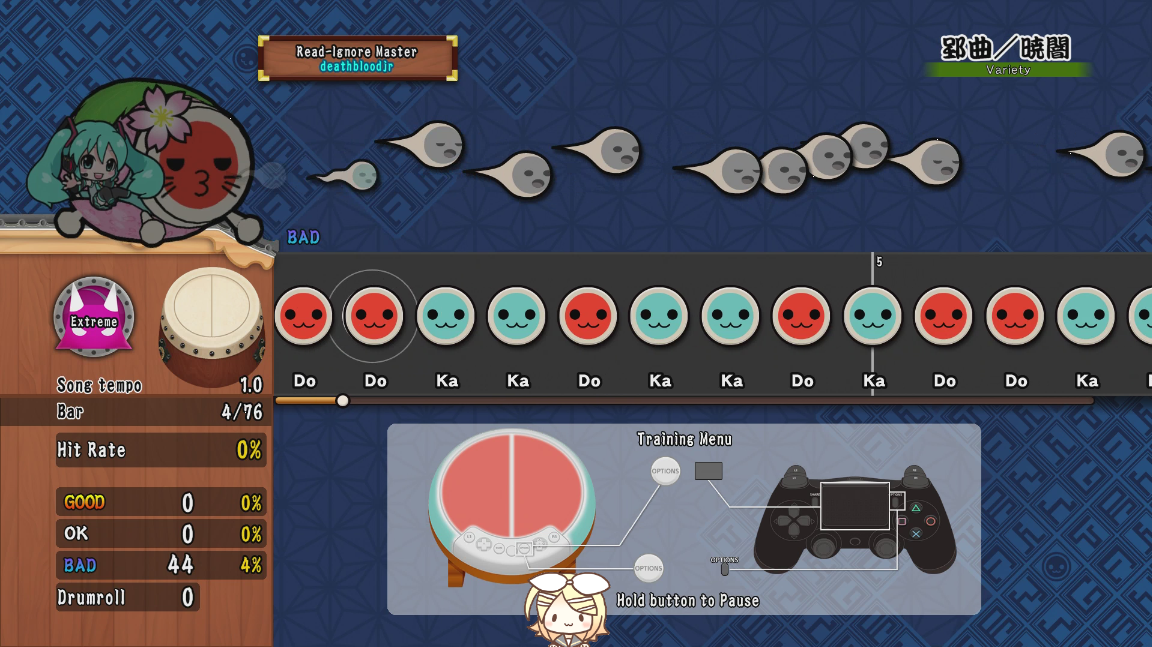 Read-Ignore Master
deathbloodjr
郢曲／暁闇
Variety
BAD
5
Extreme
Do Do Ka Ka Do Ka Ka Do Ka Do Do Ka
Song tempo 1.0
Bar 4/76
Hit Rate 0%
GOOD 0 0%
OK 0 0%
BAD 44 4%
Drumroll 0
Training Menu
OPTIONS
OPTIONS
OPTIONS
Hold button to Pause